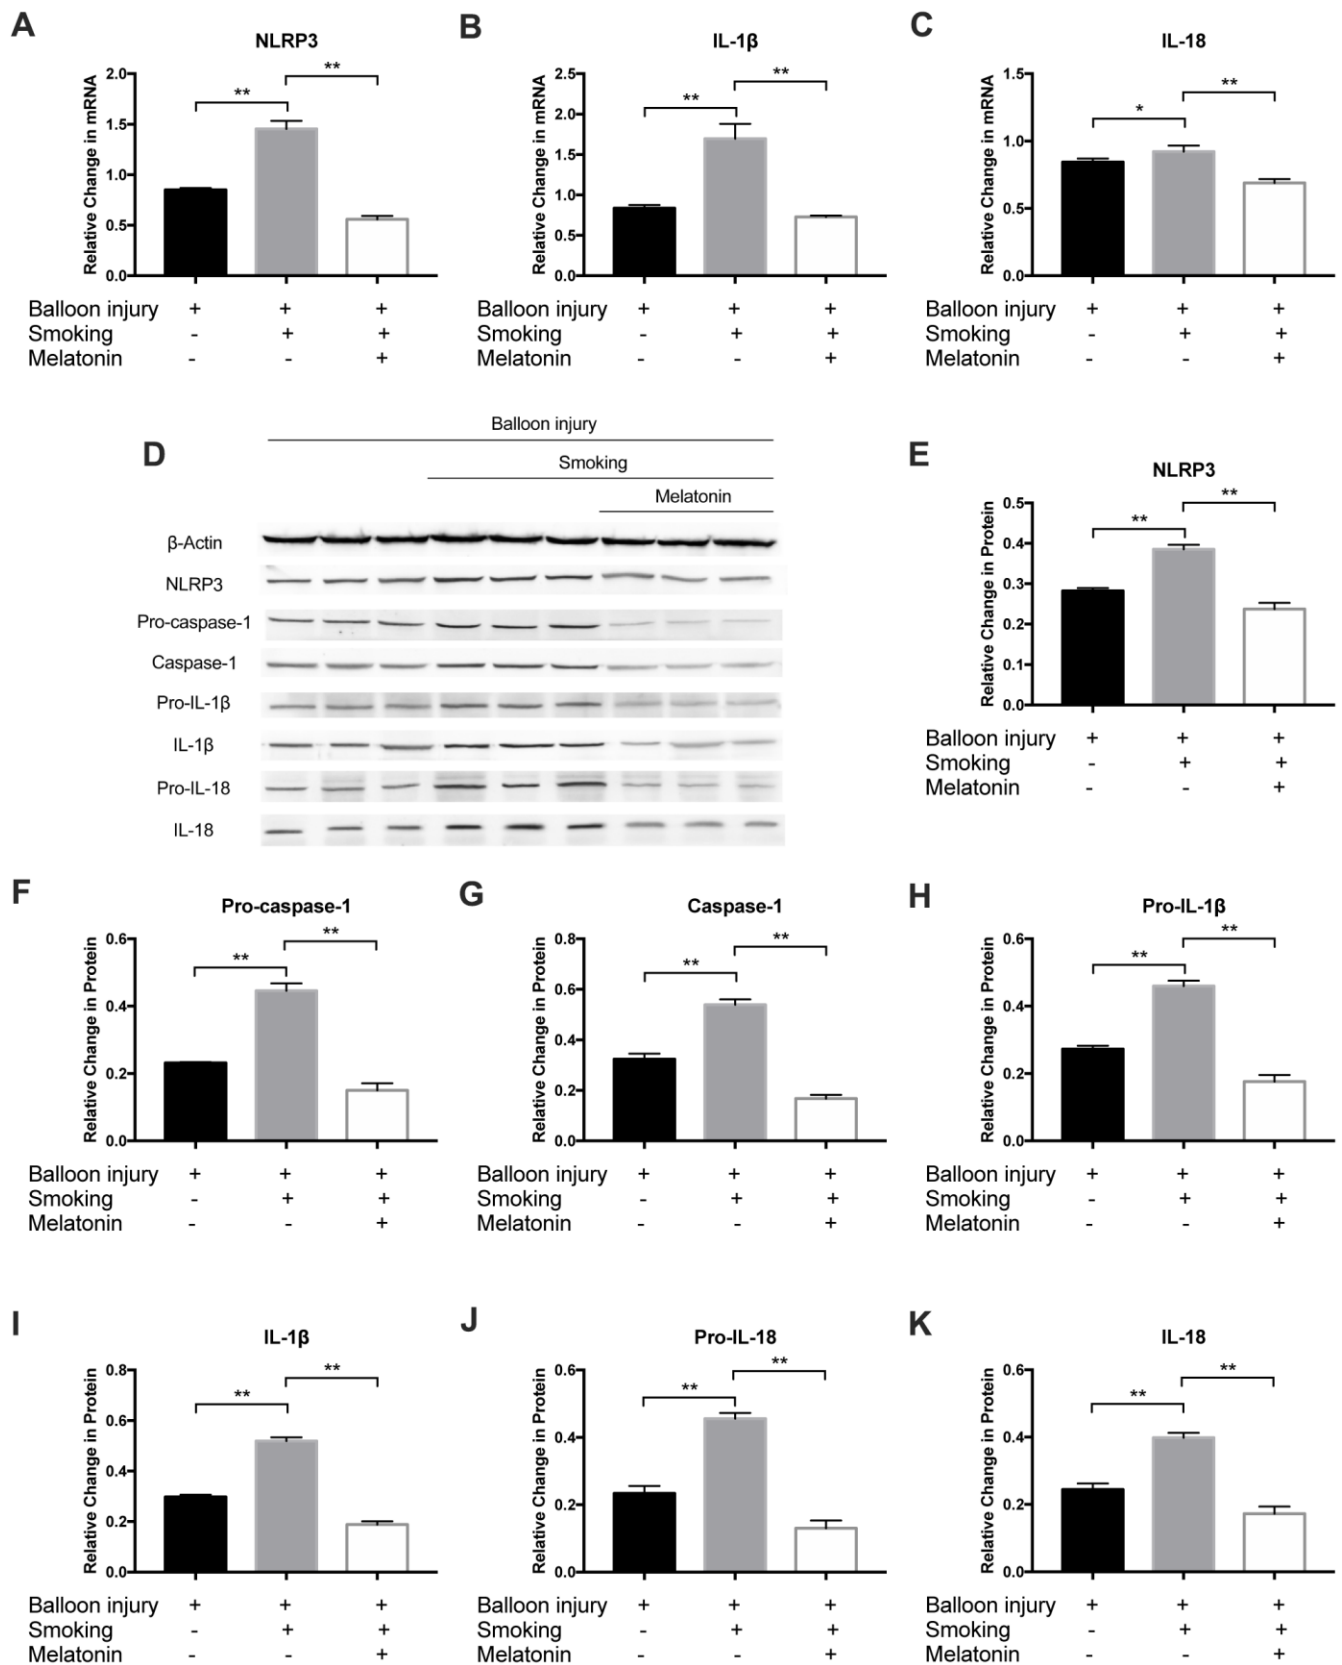 A
NLRP3
**
**
Relative Change in mRNA
2.0
1.5
1.0
0.5
0.0
Balloon injury + + +
Smoking - + +
Melatonin - - +
B
IL-1β
**
**
Relative Change in mRNA
2.5
2.0
1.5
1.0
0.5
0.0
Balloon injury + + +
Smoking - + +
Melatonin - - +
C
IL-18
**
*
Relative Change in mRNA
1.5
1.0
0.5
0.0
Balloon injury + + +
Smoking - + +
Melatonin - - +
D
Balloon injury
Smoking
Melatonin
β-Actin
NLRP3
Pro-caspase-1
Caspase-1
Pro-IL-1β
IL-1β
Pro-IL-18
IL-18
E
NLRP3
**
**
Relative Change in Protein
0.5
0.4
0.3
0.2
0.1
0.0
Balloon injury + + +
Smoking - + +
Melatonin - - +
F
Pro-caspase-1
**
**
Relative Change in Protein
0.6
0.4
0.2
0.0
Balloon injury + + +
Smoking - + +
Melatonin - - +
G
Caspase-1
**
**
Relative Change in Protein
0.8
0.6
0.4
0.2
0.0
Balloon injury + + +
Smoking - + +
Melatonin - - +
H
Pro-IL-1β
**
**
Relative Change in Protein
0.6
0.4
0.2
0.0
Balloon injury + + +
Smoking - + +
Melatonin - - +
I
IL-1β
**
**
Relative Change in Protein
0.8
0.6
0.4
0.2
0.0
Balloon injury + + +
Smoking - + +
Melatonin - - +
J
Pro-IL-18
**
**
Relative Change in Protein
0.6
0.4
0.2
0.0
Balloon injury + + +
Smoking - + +
Melatonin - - +
K
IL-18
**
**
Relative Change in Protein
0.6
0.4
0.2
0.0
Balloon injury + + +
Smoking - + +
Melatonin - - +